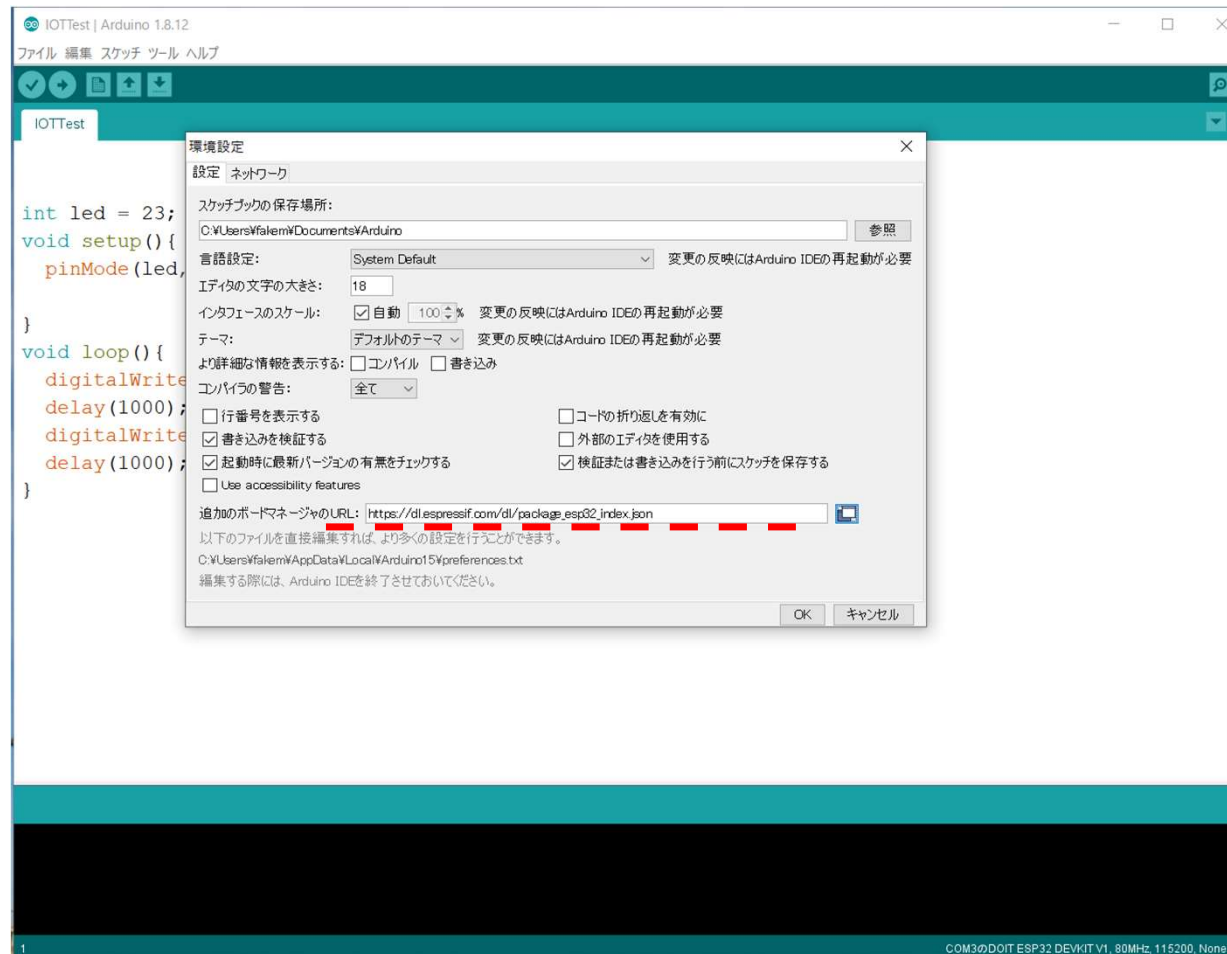 IOTTest | Arduino 1.8.12
ファイル 編集 スケッチ ツール ヘルプ
IOTTest
環境設定
設定 ネットワーク
スケッチブックの保存場所:
C:¥Users¥fakem¥Documents¥Arduino 参照
言語設定: System Default 変更の反映にはArduino IDEの再起動が必要
エディタの文字の大きさ: 18
インタフェースのスケール: 自動 100 % 変更の反映にはArduino IDEの再起動が必要
テーマ: デフォルトのテーマ 変更の反映にはArduino IDEの再起動が必要
より詳細な情報を表示する: コンパイル 書き込み
コンパイラの警告: 全て
行番号を表示する コードの折り返しを有効に
書き込みを検証する 外部のエディタを使用する
起動時に最新バージョンの有無をチェックする 検証または書き込みを行う前にスケッチを保存する
Use accessibility features
追加のボードマネージャのURL: https://dl.espressif.com/dl/package_esp32_index.json
以下のファイルを直接編集すれば、より多くの設定を行うことができます。
C:¥Users¥fakem¥AppData¥Local¥Arduino15¥preferences.txt
編集する際には、Arduino IDEを終了させておいてください。
OK キャンセル
int led = 23;
void setup(){
pinMode(led,
}
void loop(){
digitalWrite
delay(1000);
digitalWrite
delay(1000);
}
1 COM3のDOIT ESP32 DEVKIT V1, 80MHz, 115200, None